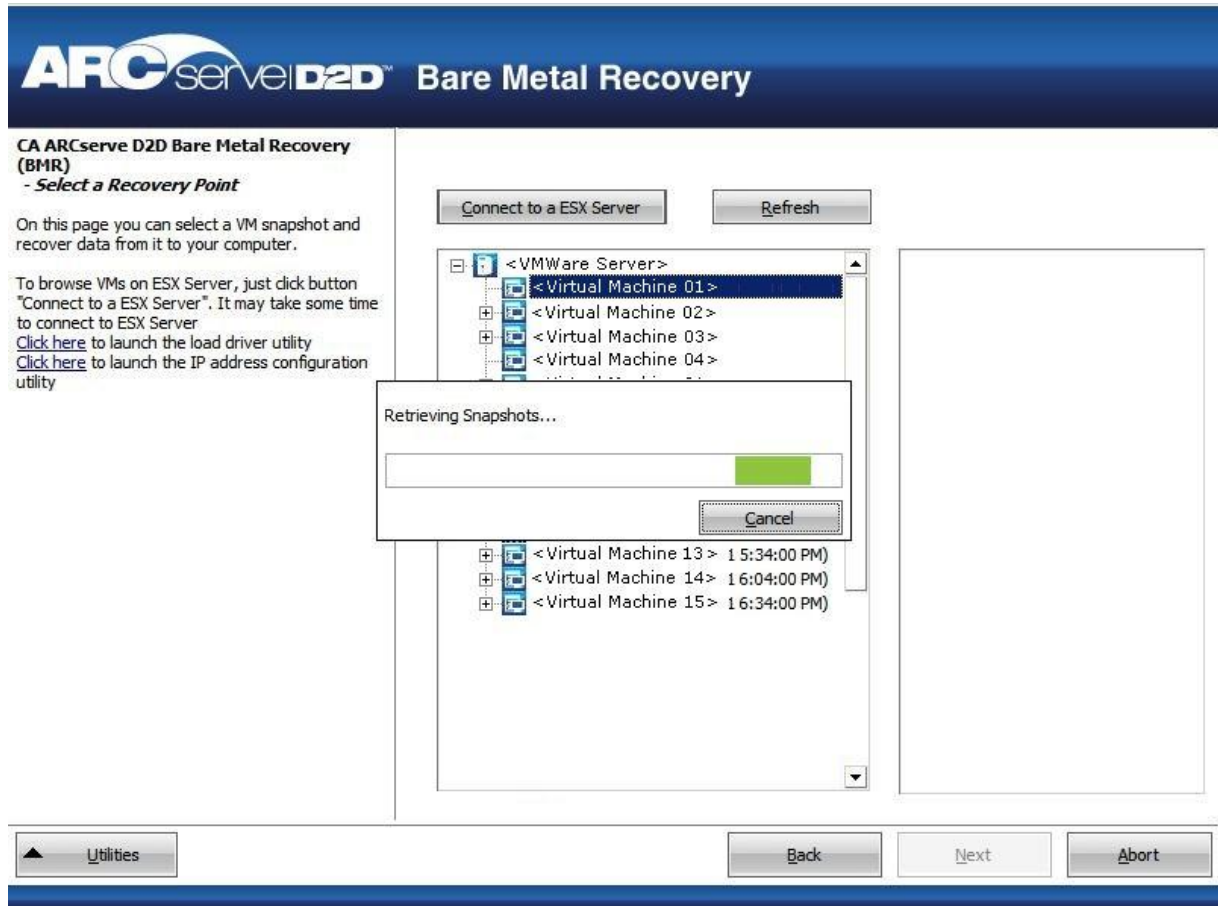 ARCserve D2D™ Bare Metal Recovery
CA ARCserve D2D Bare Metal Recovery
(BMR)
- Select a Recovery Point
On this page you can select a VM snapshot and
recover data from it to your computer.
To browse VMs on ESX Server, just click button
"Connect to a ESX Server". It may take some time
to connect to ESX Server
Click here to launch the load driver utility
Click here to launch the IP address configuration
utility
Connect to a ESX Server
Refresh
<VMWare Server>
<Virtual Machine 01>
<Virtual Machine 02>
<Virtual Machine 03>
<Virtual Machine 04>
Retrieving Snapshots...
Cancel
<Virtual Machine 13> 1 5:34:00 PM)
<Virtual Machine 14> 1 6:04:00 PM)
<Virtual Machine 15> 1 6:34:00 PM)
Utilities
Back
Next
Abort